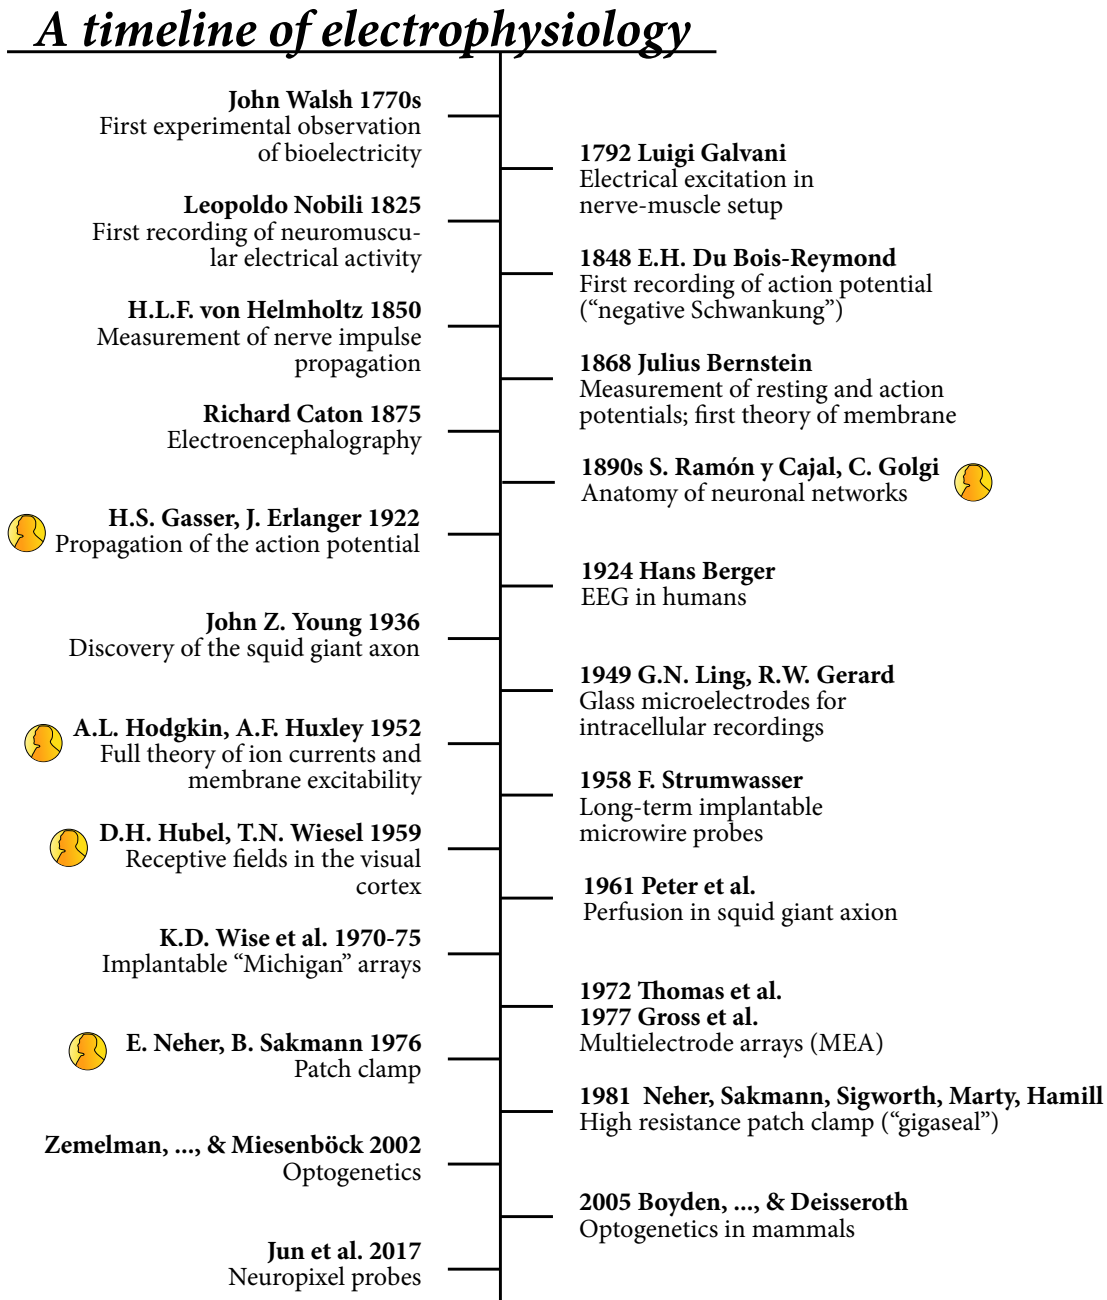 A timeline of electrophysiology
John Walsh 1770s
First experimental observation
of bioelectricity
1792 Luigi Galvani
Electrical excitation in
nerve-muscle setup
Leopoldo Nobili 1825
First recording of neuromuscu-
lar electrical activity
1848 E.H. Du Bois-Reymond
First recording of action potential
(“negative Schwankung”)
H.L.F. von Helmholtz 1850
Measurement of nerve impulse
propagation
1868 Julius Bernstein
Measurement of resting and action
potentials; first theory of membrane
Richard Caton 1875
Electroencephalography
1890s S. Ramón y Cajal, C. Golgi
Anatomy of neuronal networks
H.S. Gasser, J. Erlanger 1922
Propagation of the action potential
1924 Hans Berger
EEG in humans
John Z. Young 1936
Discovery of the squid giant axon
1949 G.N. Ling, R.W. Gerard
Glass microelectrodes for
intracellular recordings
A.L. Hodgkin, A.F. Huxley 1952
Full theory of ion currents and
membrane excitability
1958 F. Strumwasser
Long-term implantable
microwire probes
D.H. Hubel, T.N. Wiesel 1959
Receptive fields in the visual
cortex
1961 Peter et al.
Perfusion in squid giant axion
K.D. Wise et al. 1970-75
Implantable “Michigan” arrays
1972 Thomas et al.
1977 Gross et al.
Multielectrode arrays (MEA)
E. Neher, B. Sakmann 1976
Patch clamp
1981 Neher, Sakmann, Sigworth, Marty, Hamill
High resistance patch clamp (“gigaseal”)
Zemelman, ..., & Miesenböck 2002
Optogenetics
2005 Boyden, ..., & Deisseroth
Optogenetics in mammals
Jun et al. 2017
Neuropixel probes